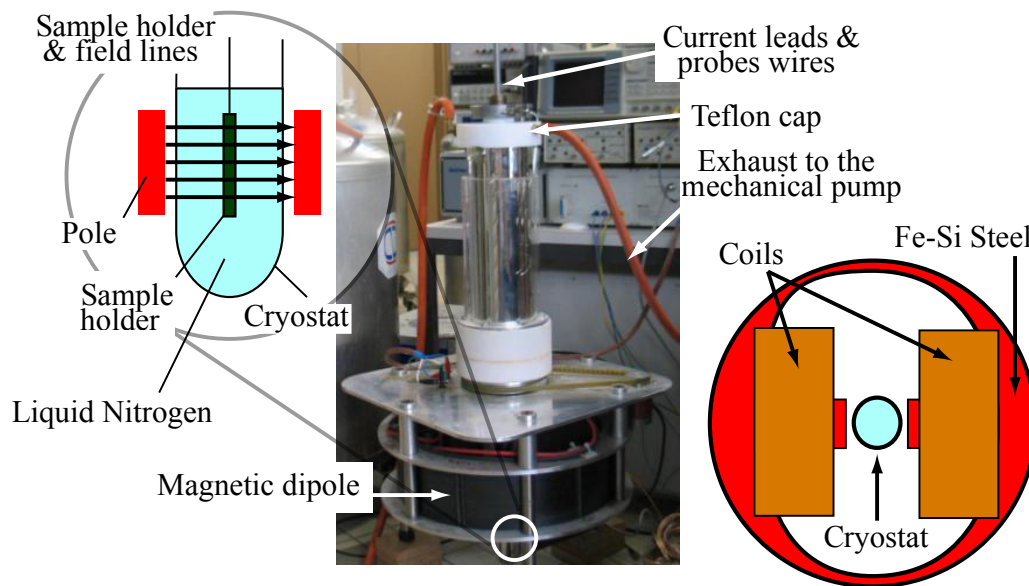 Sample holder
& field lines
Pole
Sample
holder
Cryostat
Liquid Nitrogen
Magnetic dipole
Current leads &
probes wires
Teflon cap
Exhaust to the
mechanical pump
Coils
Fe-Si Steel
Cryostat